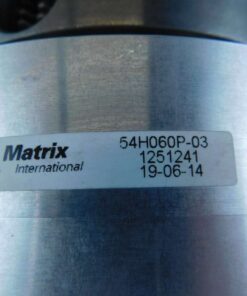 Matrix
International
54H060P-03
1251241
19-06-14